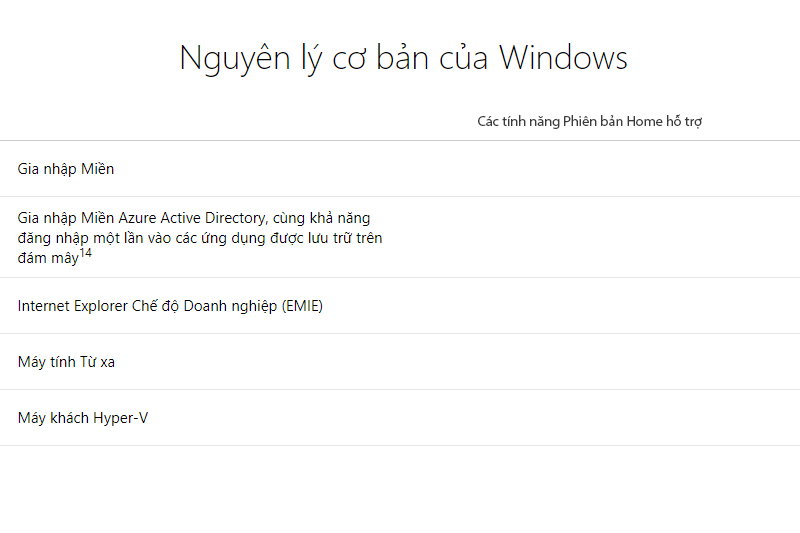 Nguyên lý cơ bản của Windows
Các tính năng Phiên bản Home hỗ trợ
Gia nhập Miền
Gia nhập Miền Azure Active Directory, cùng khả năng
đăng nhập một lần vào các ứng dụng được lưu trữ trên
đám mây14
Internet Explorer Chế độ Doanh nghiệp (EMIE)
Máy tính Từ xa
Máy khách Hyper-V